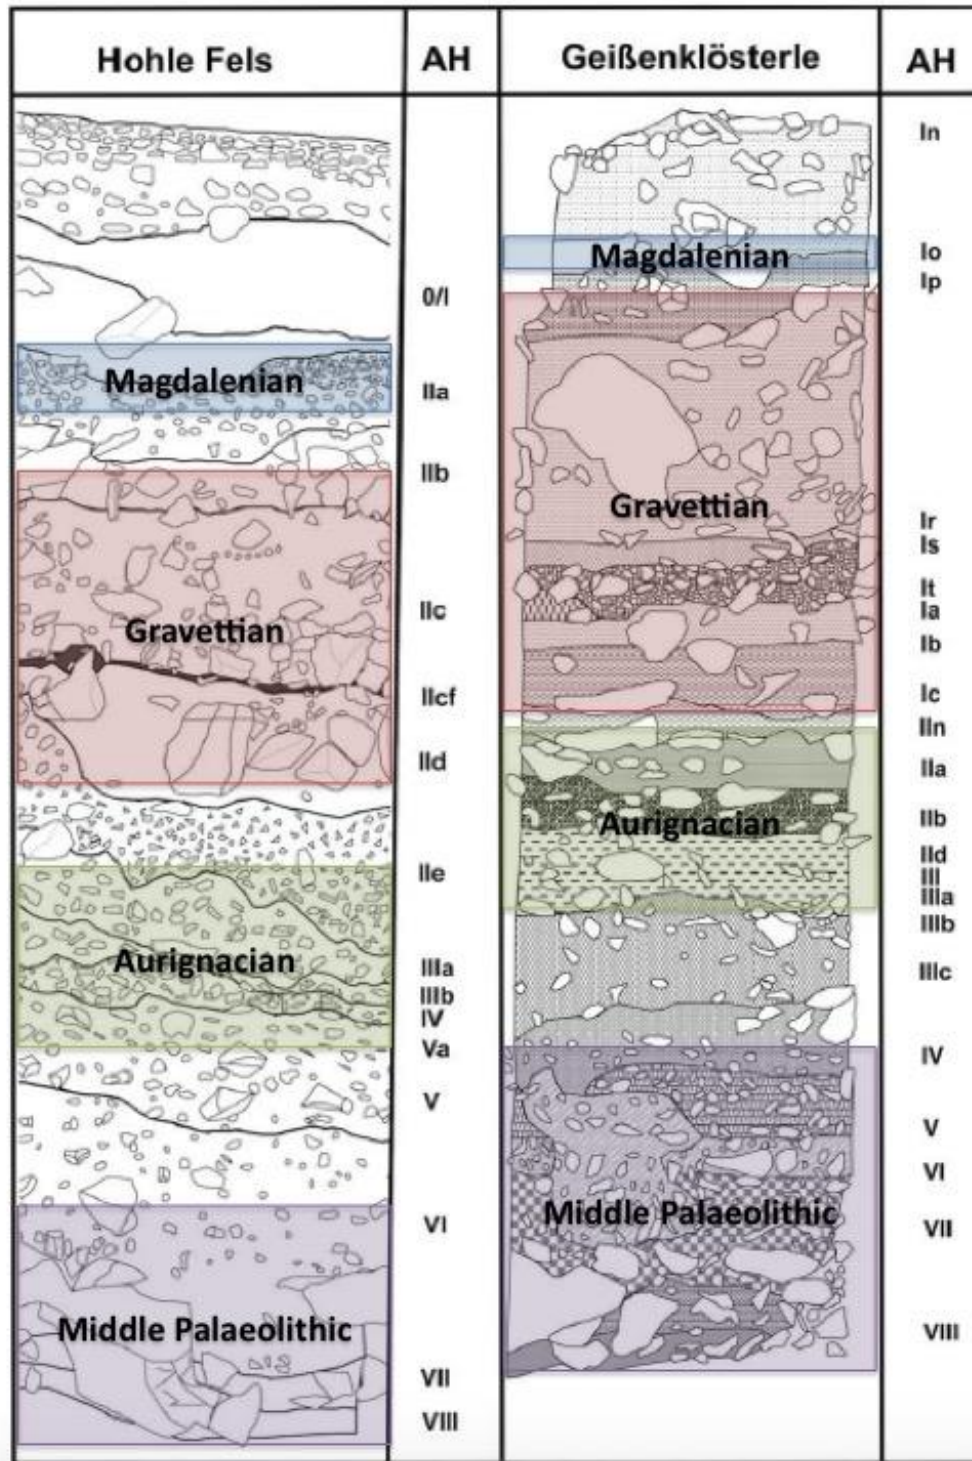 Hohle Fels
AH
Geißenklösterle
AH
0/I
Magdalenian
IIa
IIb
Gravettian
IIc
IIcf
IId
IIe
Aurignacian
IIIa
IIIb
IV
Va
V
VI
Middle Palaeolithic
VII
VIII
In
Magdalenian
Io
Ip
Gravettian
Ir
Is
It
Ia
Ib
Ic
IIn
IIa
Aurignacian
IIb
IId
III
IIIa
IIIb
IIIc
IV
V
VI
Middle Palaeolithic
VII
VIII